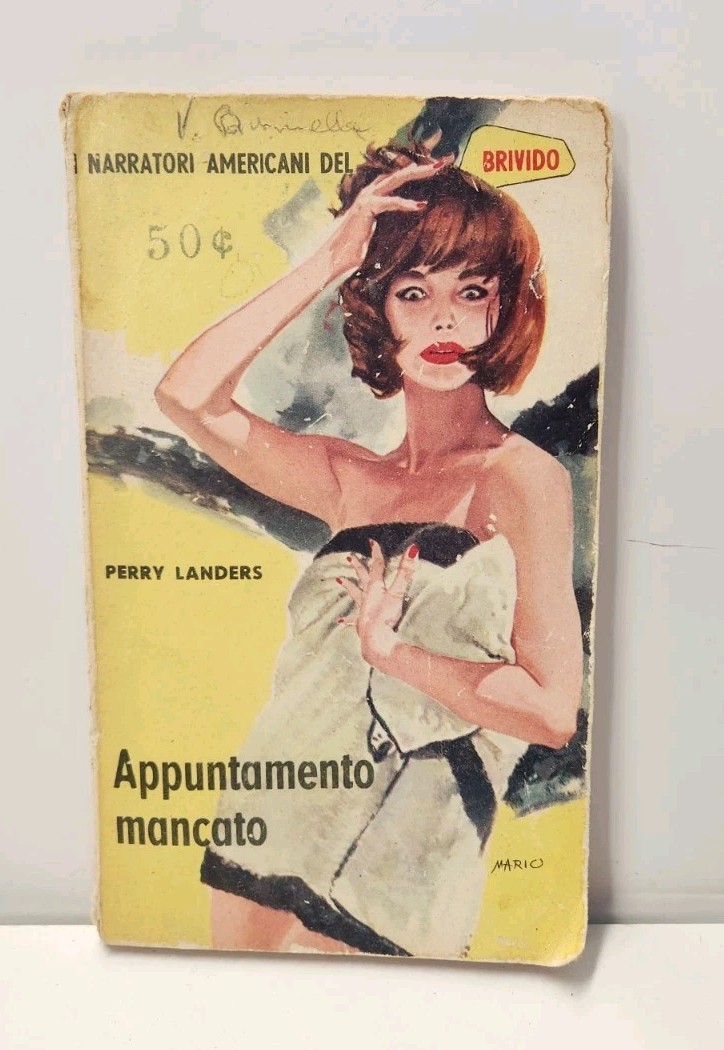 V.
I NARRATORI AMERICANI DEL BRIVIDO
50¢
PERRY LANDERS
Appuntamento
mancato
MARIO